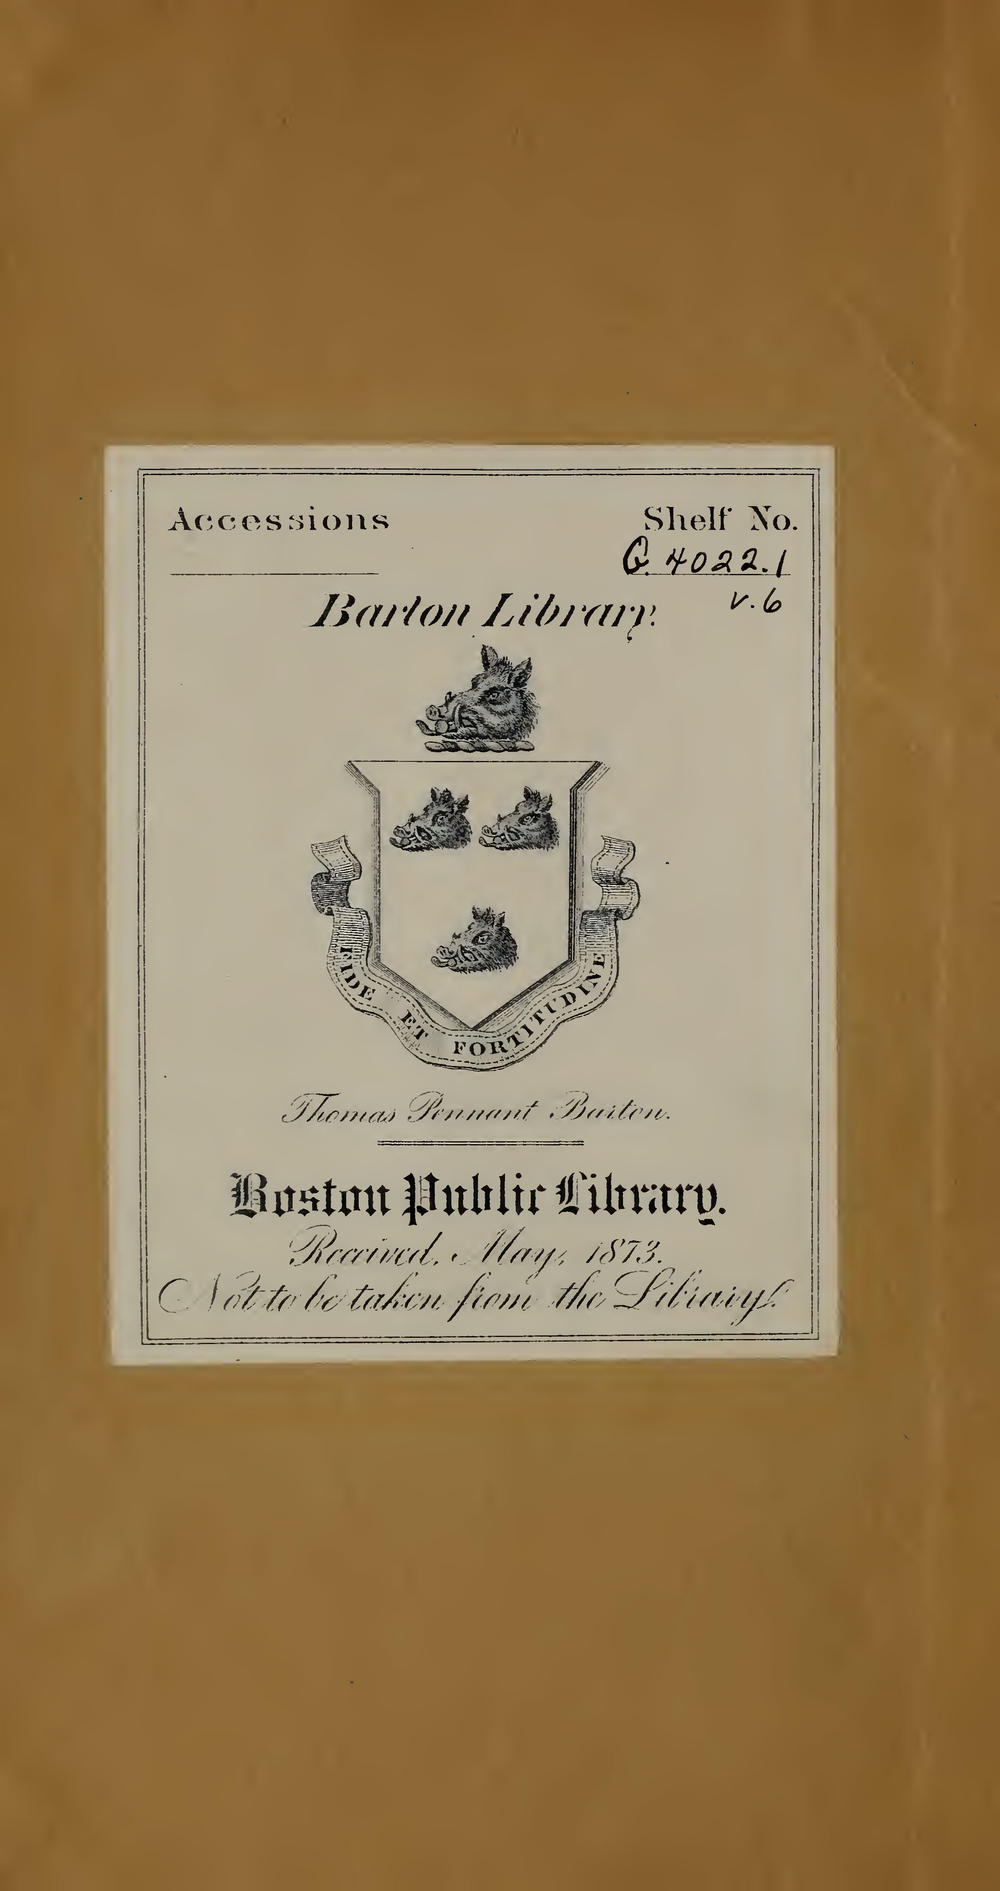 Accessions
Shelf No.
G. 4022.1
v. 6
Barton Library.
FIDE ET FORTITUDINE
Thomas Pennant Barton.
Boston Public Library.
Received, May, 1873.
Not to be taken from the Library!